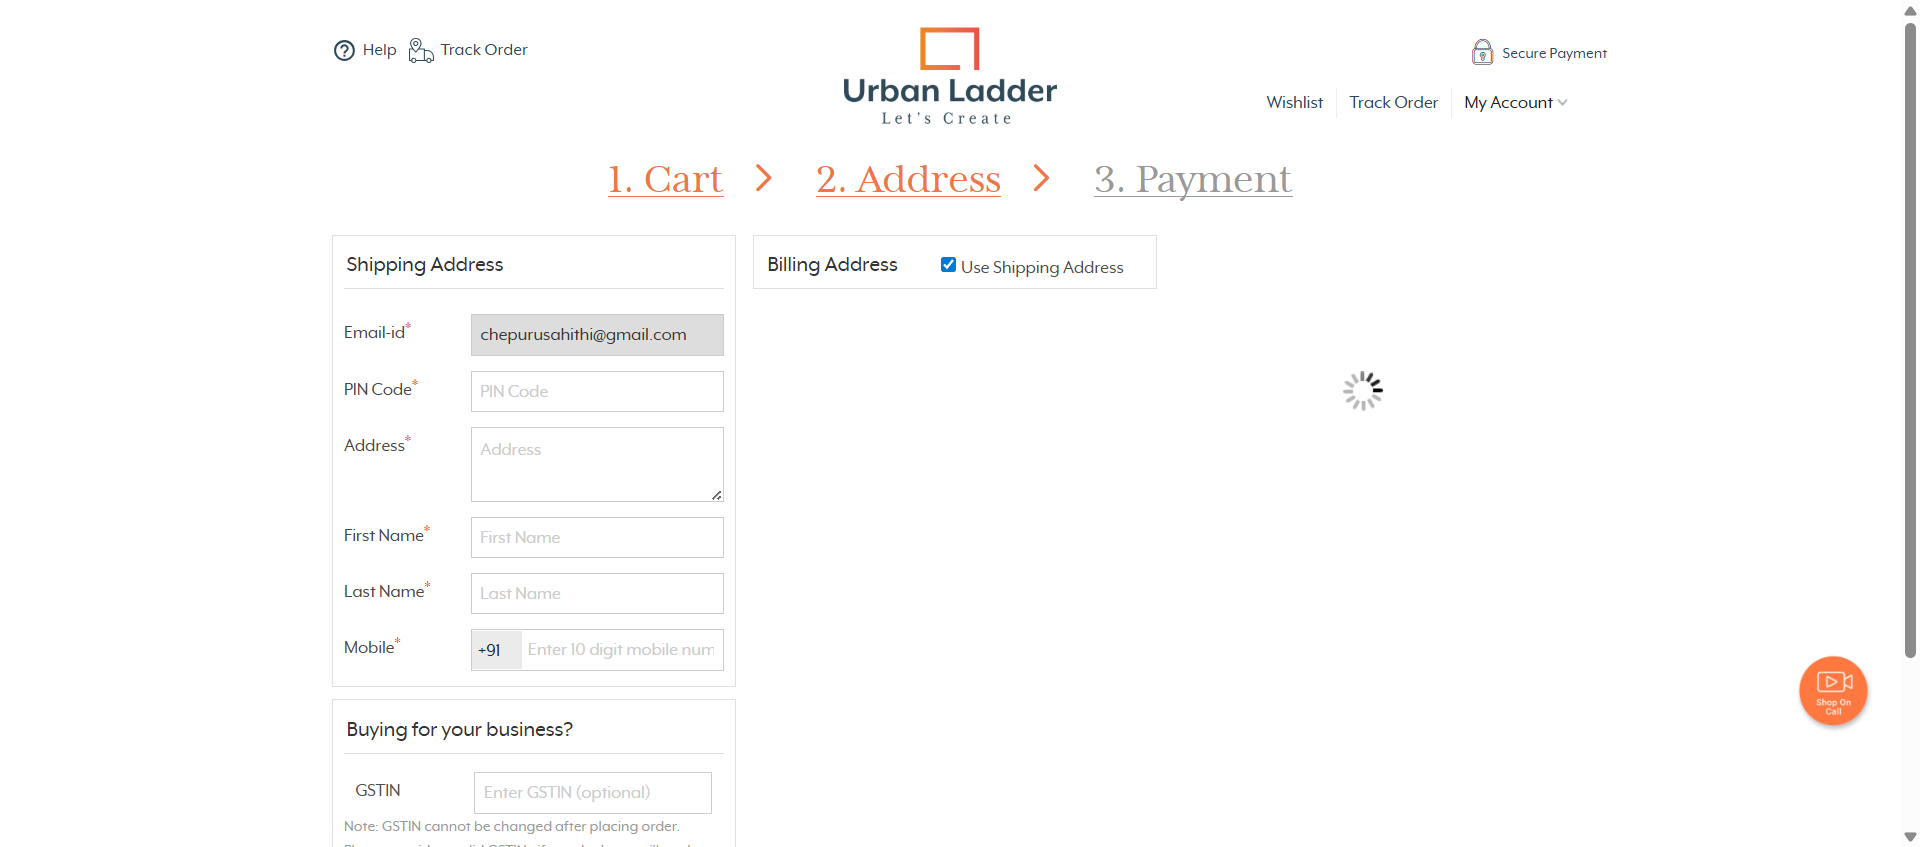 Help Track Order
Urban Ladder
Let's Create
Secure Payment
Wishlist Track Order My Account
1. Cart 2. Address 3. Payment
Shipping Address
Email-id* chepurusahithi@gmail.com
PIN Code* PIN Code
Address* Address
First Name* First Name
Last Name* Last Name
Mobile* +91 Enter 10 digit mobile num
Billing Address Use Shipping Address
Buying for your business?
GSTIN Enter GSTIN (optional)
Note: GSTIN cannot be changed after placing order.
Shop On
Call